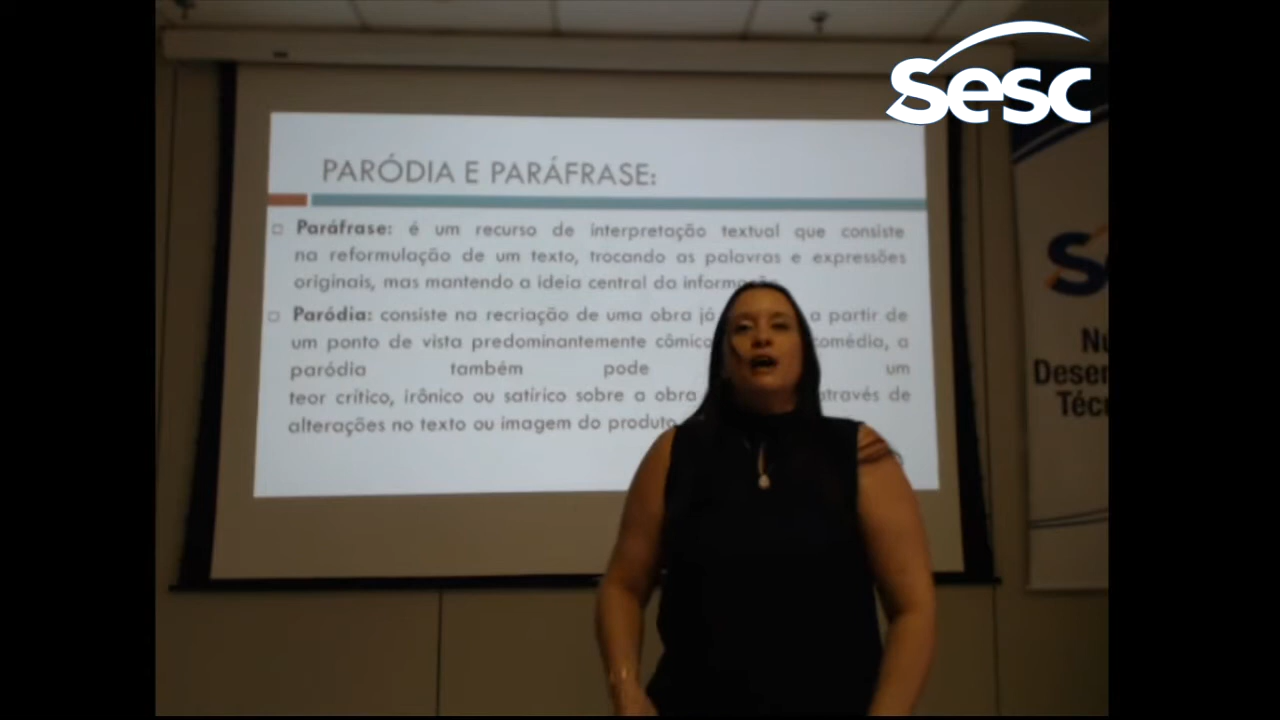 Sesc
PARÓDIA E PARÁFRASE:
Paráfrase: é um recurso de interpretação textual que consiste
na reformulação de um texto, trocando as palavras e expressões
originais, mas mantendo a ideia central da informação.
Paródia: consiste na recriação de uma obra já a partir de
um ponto de vista predominantemente cômico comédia, a
paródia também pode um
teor crítico, irônico ou satírico sobre a obra através de
alterações no texto ou imagem do produto